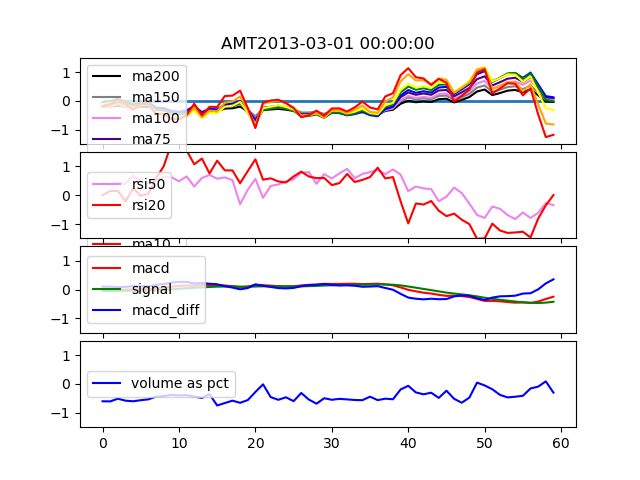 AMT2013-03-01 00:00:00
1
0
−1
ma200
ma150
ma100
ma75
1
0
−1
rsi50
rsi20
ma10
1
0
−1
macd
signal
macd_diff
1
0
−1
volume as pct
0 10 20 30 40 50 60